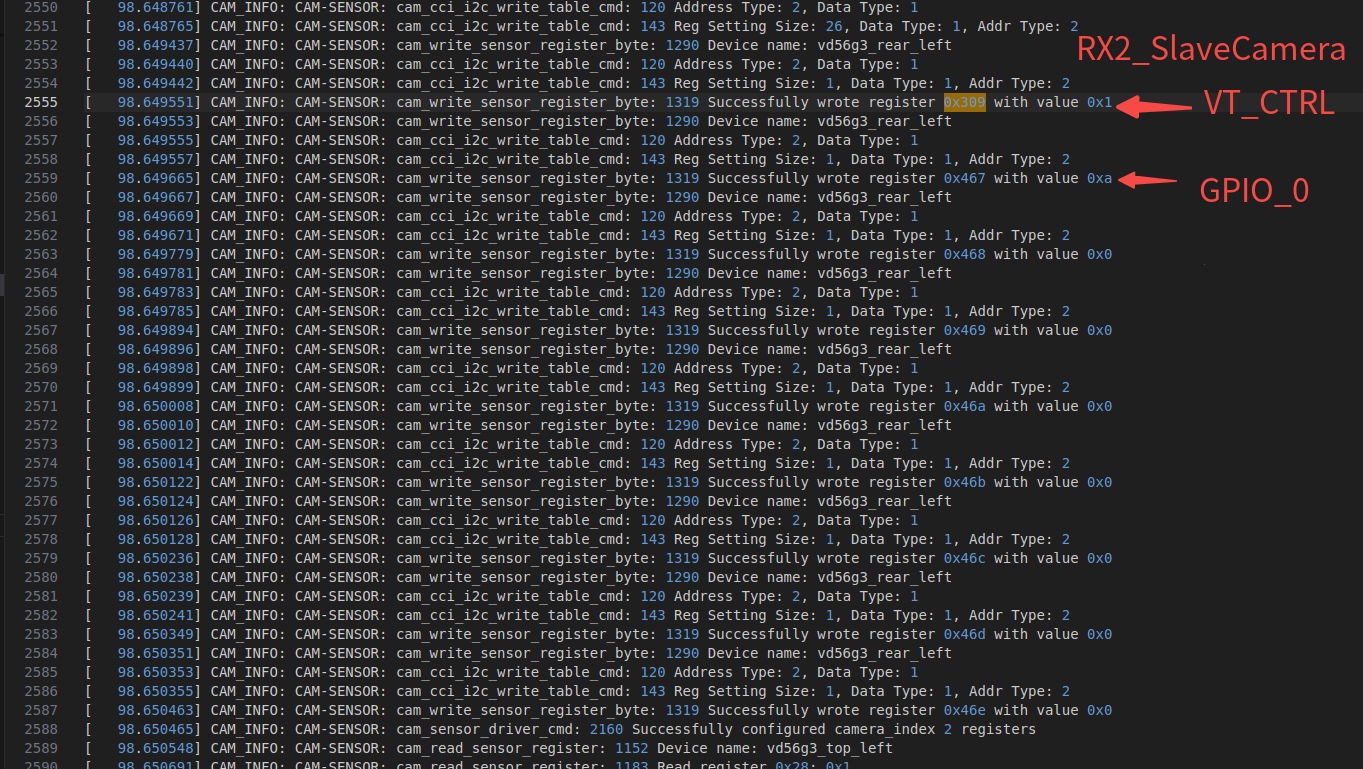 2550 [ 98.648761] CAM_INFO: CAM-SENSOR: cam_cci_i2c_write_table_cmd: 120 Address Type: 2, Data Type: 1
2551 [ 98.648765] CAM_INFO: CAM-SENSOR: cam_cci_i2c_write_table_cmd: 143 Reg Setting Size: 26, Data Type: 1, Addr Type: 2
2552 [ 98.649437] CAM_INFO: CAM-SENSOR: cam_write_sensor_register_byte: 1290 Device name: vd56g3_rear_left
RX2_SlaveCamera
2553 [ 98.649440] CAM_INFO: CAM-SENSOR: cam_cci_i2c_write_table_cmd: 120 Address Type: 2, Data Type: 1
2554 [ 98.649442] CAM_INFO: CAM-SENSOR: cam_cci_i2c_write_table_cmd: 143 Reg Setting Size: 1, Data Type: 1, Addr Type: 2
2555 [ 98.649551] CAM_INFO: CAM-SENSOR: cam_write_sensor_register_byte: 1319 Successfully wrote register 0x309 with value 0x1
VT_CTRL
2556 [ 98.649553] CAM_INFO: CAM-SENSOR: cam_write_sensor_register_byte: 1290 Device name: vd56g3_rear_left
2557 [ 98.649555] CAM_INFO: CAM-SENSOR: cam_cci_i2c_write_table_cmd: 120 Address Type: 2, Data Type: 1
2558 [ 98.649557] CAM_INFO: CAM-SENSOR: cam_cci_i2c_write_table_cmd: 143 Reg Setting Size: 1, Data Type: 1, Addr Type: 2
2559 [ 98.649665] CAM_INFO: CAM-SENSOR: cam_write_sensor_register_byte: 1319 Successfully wrote register 0x467 with value 0xa
GPIO_0
2560 [ 98.649667] CAM_INFO: CAM-SENSOR: cam_write_sensor_register_byte: 1290 Device name: vd56g3_rear_left
2561 [ 98.649669] CAM_INFO: CAM-SENSOR: cam_cci_i2c_write_table_cmd: 120 Address Type: 2, Data Type: 1
2562 [ 98.649671] CAM_INFO: CAM-SENSOR: cam_cci_i2c_write_table_cmd: 143 Reg Setting Size: 1, Data Type: 1, Addr Type: 2
2563 [ 98.649779] CAM_INFO: CAM-SENSOR: cam_write_sensor_register_byte: 1319 Successfully wrote register 0x468 with value 0x0
2564 [ 98.649781] CAM_INFO: CAM-SENSOR: cam_write_sensor_register_byte: 1290 Device name: vd56g3_rear_left
2565 [ 98.649783] CAM_INFO: CAM-SENSOR: cam_cci_i2c_write_table_cmd: 120 Address Type: 2, Data Type: 1
2566 [ 98.649785] CAM_INFO: CAM-SENSOR: cam_cci_i2c_write_table_cmd: 143 Reg Setting Size: 1, Data Type: 1, Addr Type: 2
2567 [ 98.649894] CAM_INFO: CAM-SENSOR: cam_write_sensor_register_byte: 1319 Successfully wrote register 0x469 with value 0x0
2568 [ 98.649896] CAM_INFO: CAM-SENSOR: cam_write_sensor_register_byte: 1290 Device name: vd56g3_rear_left
2569 [ 98.649898] CAM_INFO: CAM-SENSOR: cam_cci_i2c_write_table_cmd: 120 Address Type: 2, Data Type: 1
2570 [ 98.649899] CAM_INFO: CAM-SENSOR: cam_cci_i2c_write_table_cmd: 143 Reg Setting Size: 1, Data Type: 1, Addr Type: 2
2571 [ 98.650008] CAM_INFO: CAM-SENSOR: cam_write_sensor_register_byte: 1319 Successfully wrote register 0x46a with value 0x0
2572 [ 98.650010] CAM_INFO: CAM-SENSOR: cam_write_sensor_register_byte: 1290 Device name: vd56g3_rear_left
2573 [ 98.650012] CAM_INFO: CAM-SENSOR: cam_cci_i2c_write_table_cmd: 120 Address Type: 2, Data Type: 1
2574 [ 98.650014] CAM_INFO: CAM-SENSOR: cam_cci_i2c_write_table_cmd: 143 Reg Setting Size: 1, Data Type: 1, Addr Type: 2
2575 [ 98.650122] CAM_INFO: CAM-SENSOR: cam_write_sensor_register_byte: 1319 Successfully wrote register 0x46b with value 0x0
2576 [ 98.650124] CAM_INFO: CAM-SENSOR: cam_write_sensor_register_byte: 1290 Device name: vd56g3_rear_left
2577 [ 98.650126] CAM_INFO: CAM-SENSOR: cam_cci_i2c_write_table_cmd: 120 Address Type: 2, Data Type: 1
2578 [ 98.650128] CAM_INFO: CAM-SENSOR: cam_cci_i2c_write_table_cmd: 143 Reg Setting Size: 1, Data Type: 1, Addr Type: 2
2579 [ 98.650236] CAM_INFO: CAM-SENSOR: cam_write_sensor_register_byte: 1319 Successfully wrote register 0x46c with value 0x0
2580 [ 98.650238] CAM_INFO: CAM-SENSOR: cam_write_sensor_register_byte: 1290 Device name: vd56g3_rear_left
2581 [ 98.650239] CAM_INFO: CAM-SENSOR: cam_cci_i2c_write_table_cmd: 120 Address Type: 2, Data Type: 1
2582 [ 98.650241] CAM_INFO: CAM-SENSOR: cam_cci_i2c_write_table_cmd: 143 Reg Setting Size: 1, Data Type: 1, Addr Type: 2
2583 [ 98.650349] CAM_INFO: CAM-SENSOR: cam_write_sensor_register_byte: 1319 Successfully wrote register 0x46d with value 0x0
2584 [ 98.650351] CAM_INFO: CAM-SENSOR: cam_write_sensor_register_byte: 1290 Device name: vd56g3_rear_left
2585 [ 98.650353] CAM_INFO: CAM-SENSOR: cam_cci_i2c_write_table_cmd: 120 Address Type: 2, Data Type: 1
2586 [ 98.650355] CAM_INFO: CAM-SENSOR: cam_cci_i2c_write_table_cmd: 143 Reg Setting Size: 1, Data Type: 1, Addr Type: 2
2587 [ 98.650463] CAM_INFO: CAM-SENSOR: cam_write_sensor_register_byte: 1319 Successfully wrote register 0x46e with value 0x0
2588 [ 98.650465] CAM_INFO: CAM-SENSOR: cam_sensor_driver_cmd: 2160 Successfully configured camera_index 2 registers
2589 [ 98.650548] CAM_INFO: CAM-SENSOR: cam_read_sensor_register: 1152 Device name: vd56g3_top_left
2590 [ 98.650691] CAM_INFO: CAM-SENSOR: cam_read_sensor_register: 1183 Read register 0x28: 0x1